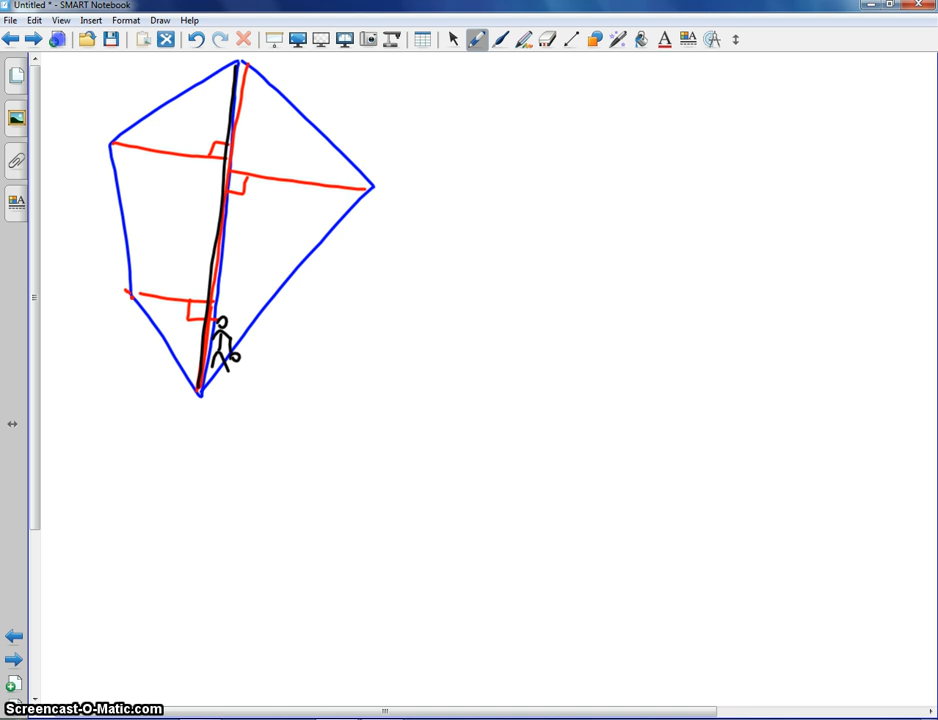 Untitled * - SMART Notebook
File Edit View Insert Format Draw Help
Screencast-O-Matic.com